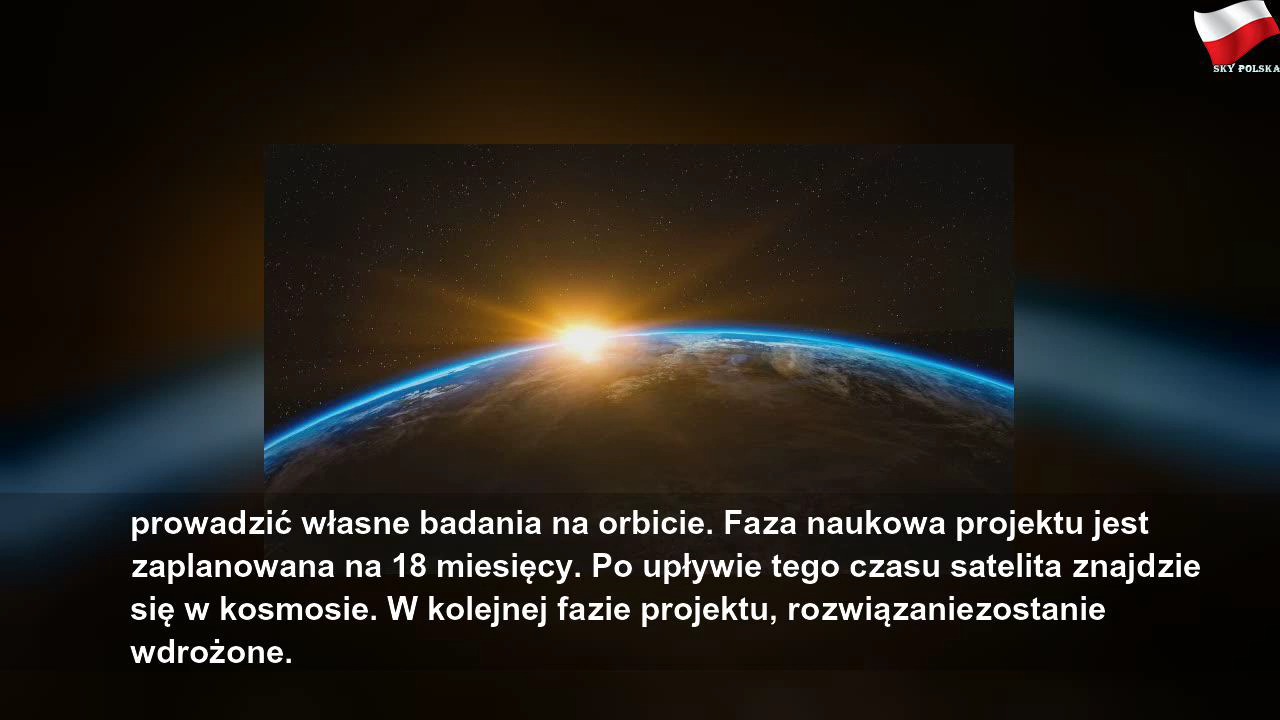 SKY POLSKA
prowadzić własne badania na orbicie. Faza naukowa projektu jest
zaplanowana na 18 miesięcy. Po upływie tego czasu satelita znajdzie
się w kosmosie. W kolejnej fazie projektu, rozwiązaniezostanie
wdrożone.